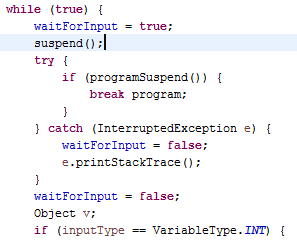 while (true) {
    waitForInput = true;
    suspend();
    try {
        if (programSuspend()) {
            break program;
        }
    } catch (InterruptedException e) {
        waitForInput = false;
        e.printStackTrace();
    }
    waitForInput = false;
    Object v;
    if (inputType == VariableType.INT) {